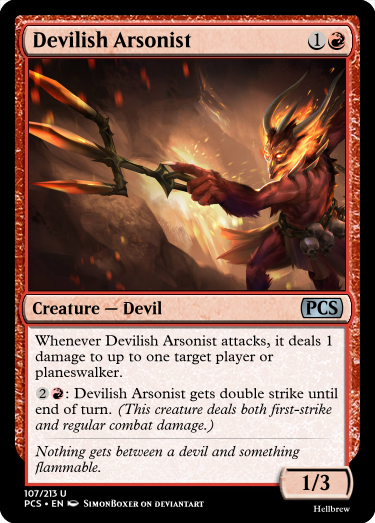 Devilish Arsonist 1
Creature — Devil PCS
Whenever Devilish Arsonist attacks, it deals 1
damage to up to one target player or
planeswalker.
2 : Devilish Arsonist gets double strike until
end of turn. (This creature deals both first-strike
and regular combat damage.)
Nothing gets between a devil and something
flammable.
1/3
107/213 U
PCS • EN SimonBoxer on deviantart
Hellbrew